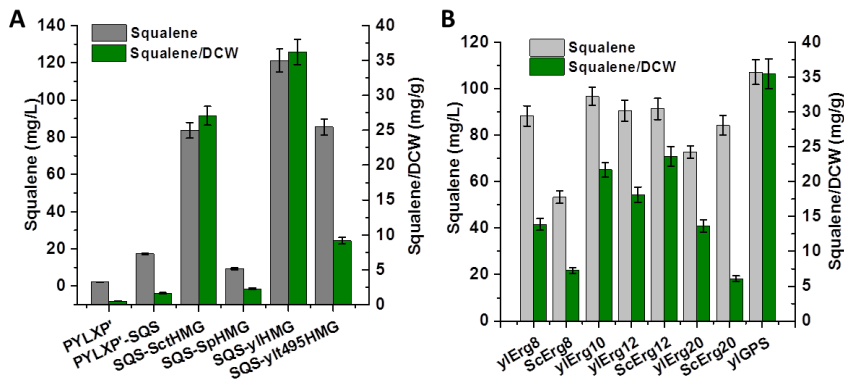 A
Squalene (mg/L)
140
120
100
80
60
40
20
0
Squalene
Squalene/DCW
40
35
30
25
20
15
10
5
0
Squalene/DCW (mg/g)
PYLXP'
PYLXP'-SQS
SQS-SctHMG
SQS-SpHMG
SQS-ylHMG
SQS-ylt495HMG
B
Squalene (mg/L)
120
100
80
60
40
20
0
Squalene
Squalene/DCW
40
35
30
25
20
15
10
5
0
Squalene/DCW (mg/g)
ylErg8
ScErg8
ylErg10
ylErg12
ScErg12
ylErg20
ScErg20
ylGPS